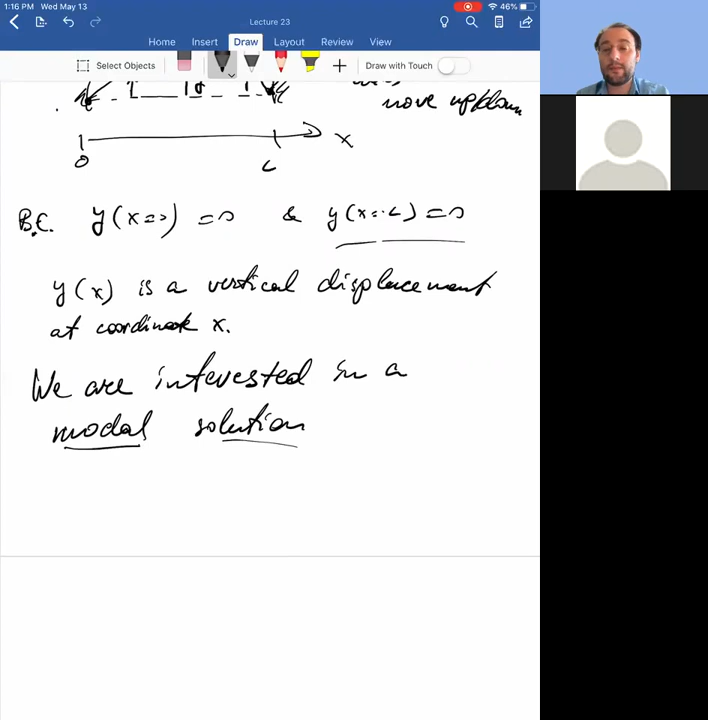 1:16 PM Wed May 13
46%
Lecture 23
Home Insert Draw Layout Review View
Select Objects
Draw with Touch
move up/down
0 L x
B.C. y(x=0) = 0 & y(x=L) = 0
y(x) is a vertical displacement
at coordinate x.
We are interested in a
modal solution